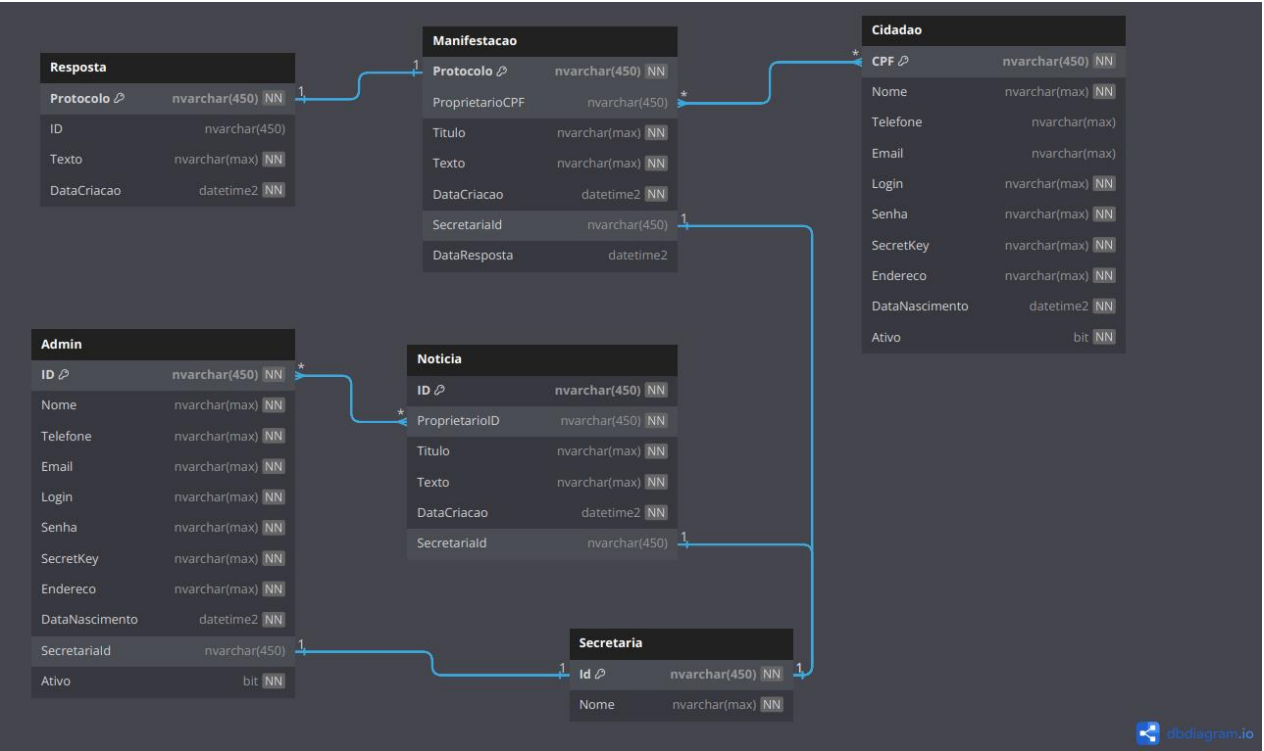 Resposta
Protocolo nvarchar(450) NN
ID nvarchar(450)
Texto nvarchar(max) NN
DataCriacao datetime2 NN
1
1
Manifestacao
Protocolo nvarchar(450) NN
ProprietarioCPF nvarchar(450)
Titulo nvarchar(max) NN
Texto nvarchar(max) NN
DataCriacao datetime2 NN
SecretariaId nvarchar(450)
DataResposta datetime2
*
*
1
Cidadao
CPF nvarchar(450) NN
Nome nvarchar(max) NN
Telefone nvarchar(max)
Email nvarchar(max)
Login nvarchar(max) NN
Senha nvarchar(max) NN
SecretKey nvarchar(max) NN
Endereco nvarchar(max) NN
DataNascimento datetime2 NN
Ativo bit NN
Admin
ID nvarchar(450) NN
Nome nvarchar(max) NN
Telefone nvarchar(max) NN
Email nvarchar(max) NN
Login nvarchar(max) NN
Senha nvarchar(max) NN
SecretKey nvarchar(max) NN
Endereco nvarchar(max) NN
DataNascimento datetime2 NN
SecretariaId nvarchar(450)
Ativo bit NN
*
*
1
Noticia
ID nvarchar(450) NN
ProprietarioID nvarchar(450) NN
Titulo nvarchar(max) NN
Texto nvarchar(max) NN
DataCriacao datetime2 NN
SecretariaId nvarchar(450)
1
Secretaria
Id nvarchar(450) NN
Nome nvarchar(max) NN
1
1
dbdiagram.io